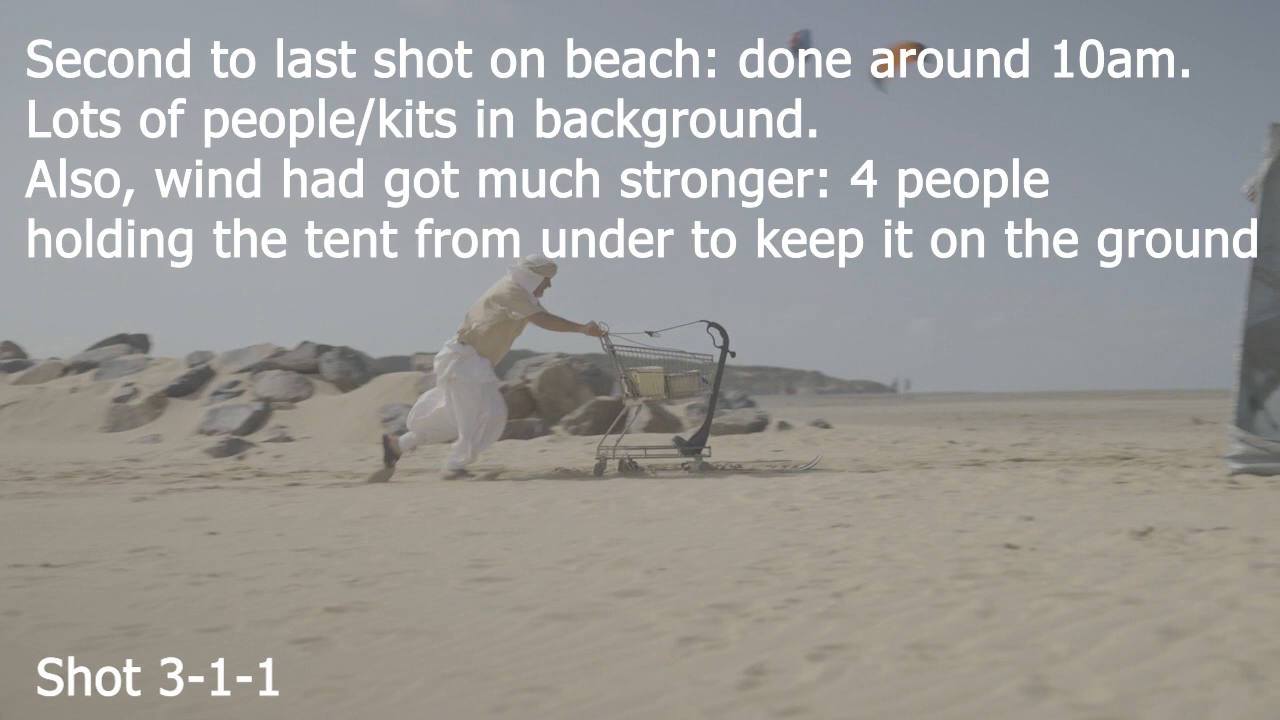 Second to last shot on beach: done around 10am.
Lots of people/kits in background.
Also, wind had got much stronger: 4 people
holding the tent from under to keep it on the ground
Shot 3-1-1